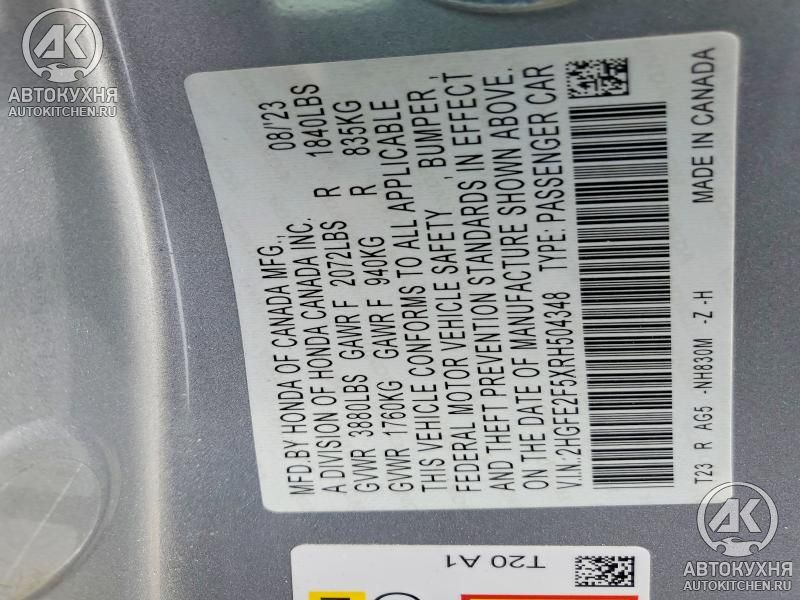 MFD.BY HONDA OF CANADA MFG., 08/'23
A DIVISION OF HONDA CANADA INC.
GVWR 3880LBS GAWR F 2072LBS R 1840LBS
GVWR 1760KG GAWR F 940KG R 835KG
THIS VEHICLE CONFORMS TO ALL APPLICABLE
FEDERAL MOTOR VEHICLE SAFETY , BUMPER ,
AND THEFT PREVENTION STANDARDS IN EFFECT
ON THE DATE OF MANUFACTURE SHOWN ABOVE.
V.I.N.:2HGFE2F5XRH504348 TYPE: PASSENGER CAR
T23 R AG5 -NH830M -Z -H MADE IN CANADA
T20 A1
АК
АВТОКУХНЯ
AUTOKITCHEN.RU
АК
АВТОКУХНЯ
AUTOKITCHEN.RU